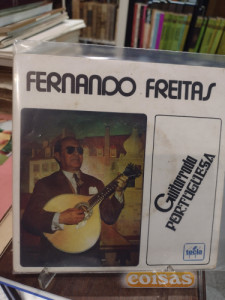 FERNANDO FREITAS
Guitarrada
PORTUGUESA
coisas